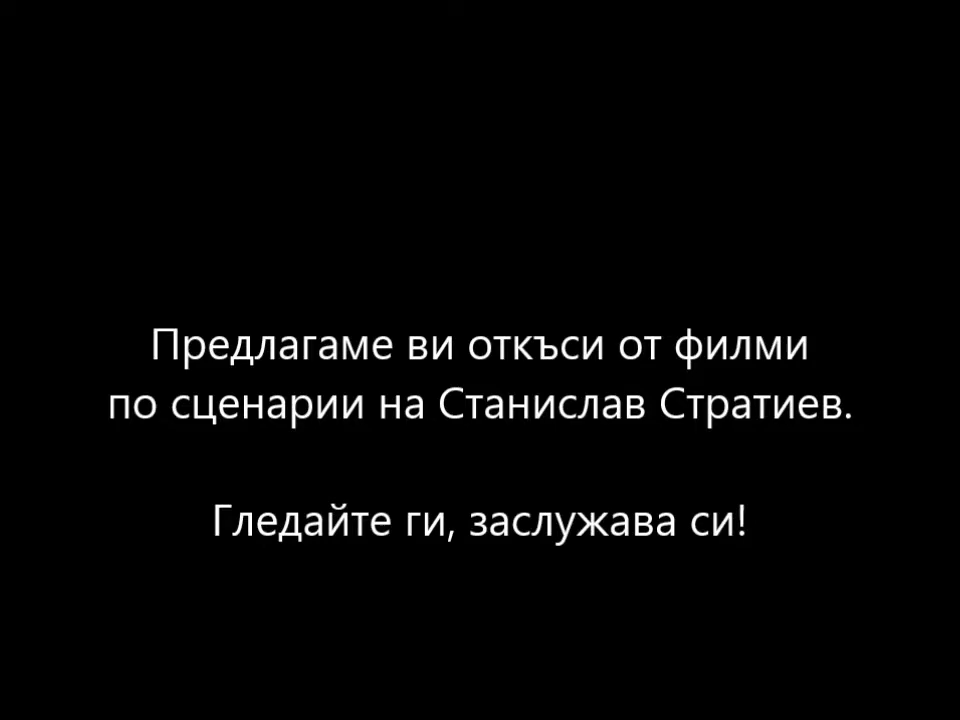 Предлагаме ви откъси от филми
по сценарии на Станислав Стратиев.
Гледайте ги, заслужава си!